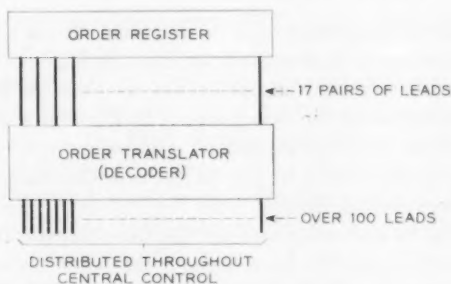 ORDER REGISTER
17 PAIRS OF LEADS
ORDER TRANSLATOR
(DECODER)
OVER 100 LEADS
DISTRIBUTED THROUGHOUT
CENTRAL CONTROL